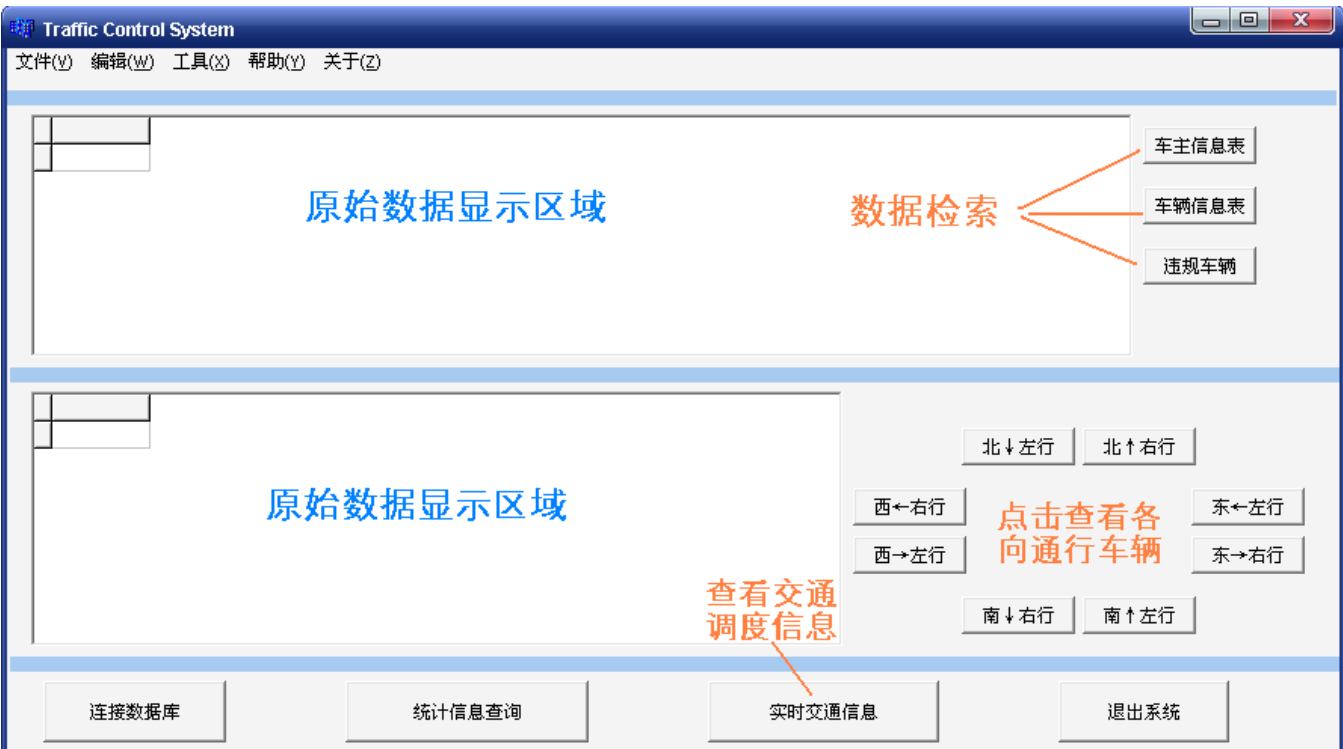 Traffic Control System
文件(V) 编辑(W) 工具(X) 帮助(Y) 关于(Z)
原始数据显示区域
数据检索
车主信息表
车辆信息表
违规车辆
原始数据显示区域
北↓左行 北↑右行
西←右行
东←左行
点击查看各
向通行车辆
西→左行
东→右行
南↓右行 南↑左行
查看交通
调度信息
连接数据库 统计信息查询 实时交通信息 退出系统